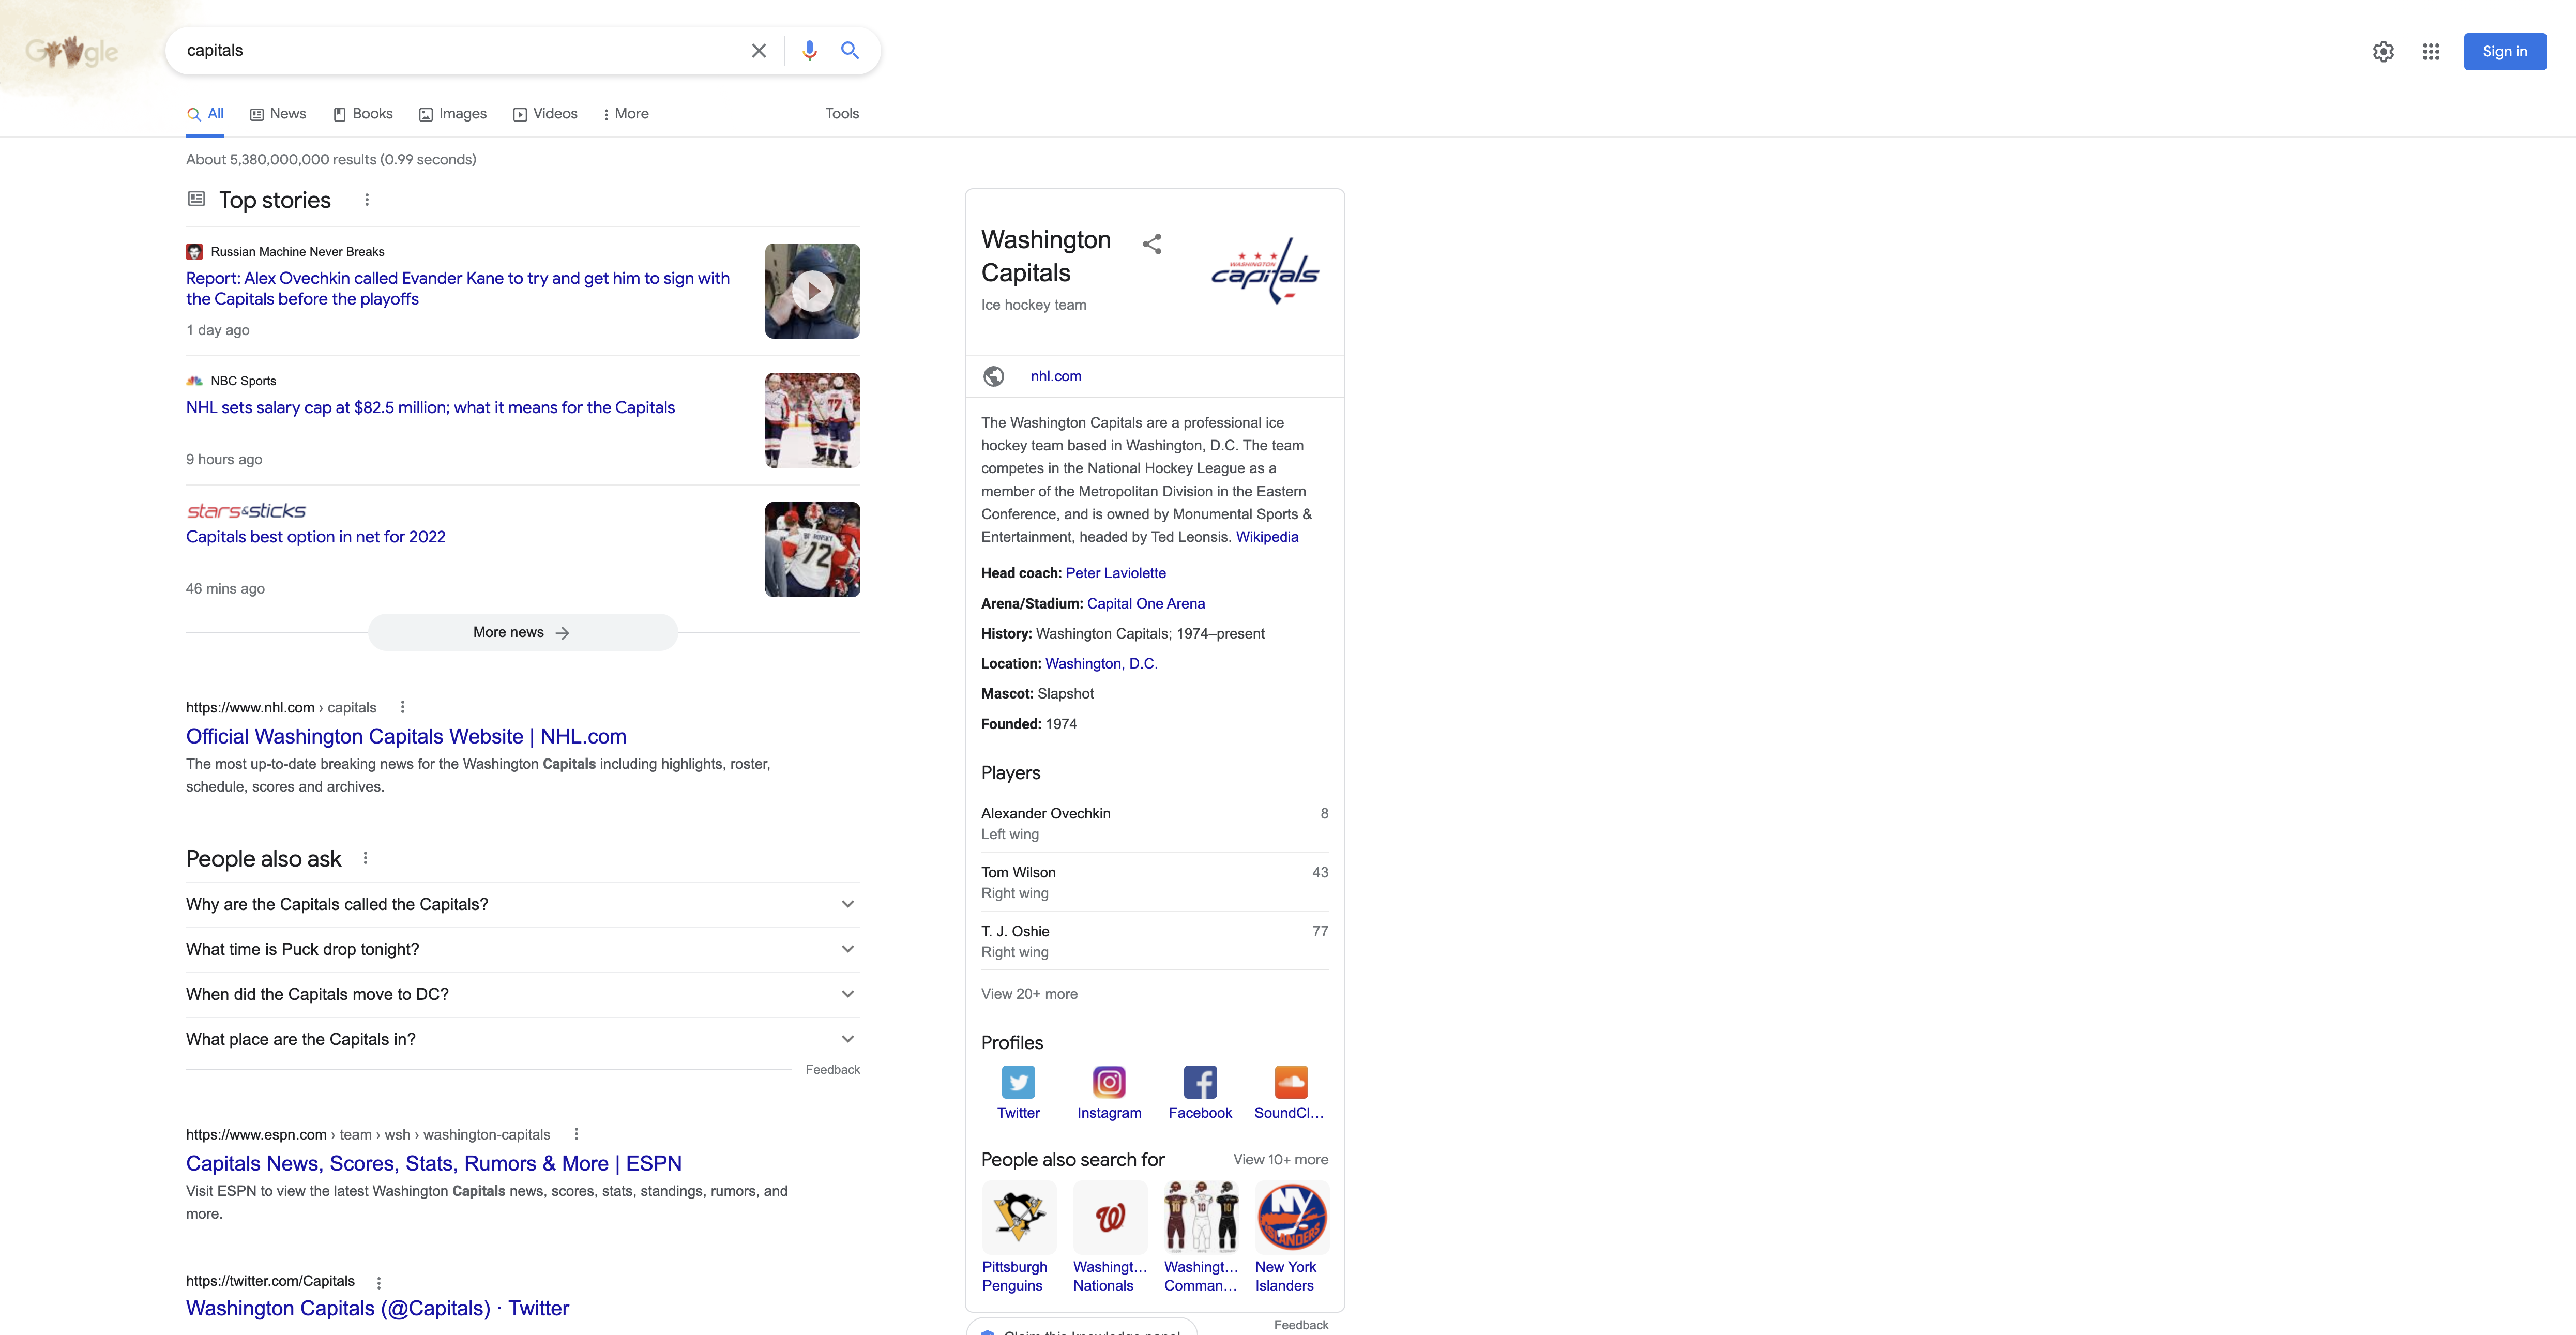 Google
capitals
Sign in
All
News
Books
Images
Videos
More
Tools
About 5,380,000,000 results (0.99 seconds)
Top stories
Russian Machine Never Breaks
Report: Alex Ovechkin called Evander Kane to try and get him to sign with
the Capitals before the playoffs
1 day ago
NBC Sports
NHL sets salary cap at $82.5 million; what it means for the Capitals
9 hours ago
stars&sticks
Capitals best option in net for 2022
46 mins ago
More news
https://www.nhl.com › capitals
Official Washington Capitals Website | NHL.com
The most up-to-date breaking news for the Washington Capitals including highlights, roster,
schedule, scores and archives.
People also ask
Why are the Capitals called the Capitals?
What time is Puck drop tonight?
When did the Capitals move to DC?
What place are the Capitals in?
Feedback
https://www.espn.com › team › wsh › washington-capitals
Capitals News, Scores, Stats, Rumors & More | ESPN
Visit ESPN to view the latest Washington Capitals news, scores, stats, standings, rumors, and
more.
https://twitter.com/Capitals
Washington Capitals (@Capitals) · Twitter
Washington
Capitals
Ice hockey team
WASHINGTON
capitals
nhl.com
The Washington Capitals are a professional ice
hockey team based in Washington, D.C. The team
competes in the National Hockey League as a
member of the Metropolitan Division in the Eastern
Conference, and is owned by Monumental Sports &
Entertainment, headed by Ted Leonsis. Wikipedia
Head coach: Peter Laviolette
Arena/Stadium: Capital One Arena
History: Washington Capitals; 1974–present
Location: Washington, D.C.
Mascot: Slapshot
Founded: 1974
Players
Alexander Ovechkin 8
Left wing
Tom Wilson 43
Right wing
T. J. Oshie 77
Right wing
View 20+ more
Profiles
Twitter
Instagram
Facebook
SoundCl...
People also search for View 10+ more
Pittsburgh
Penguins
Washingt...
Nationals
Washingt...
Comman...
New York
Islanders
Claim this knowledge panel
Feedback